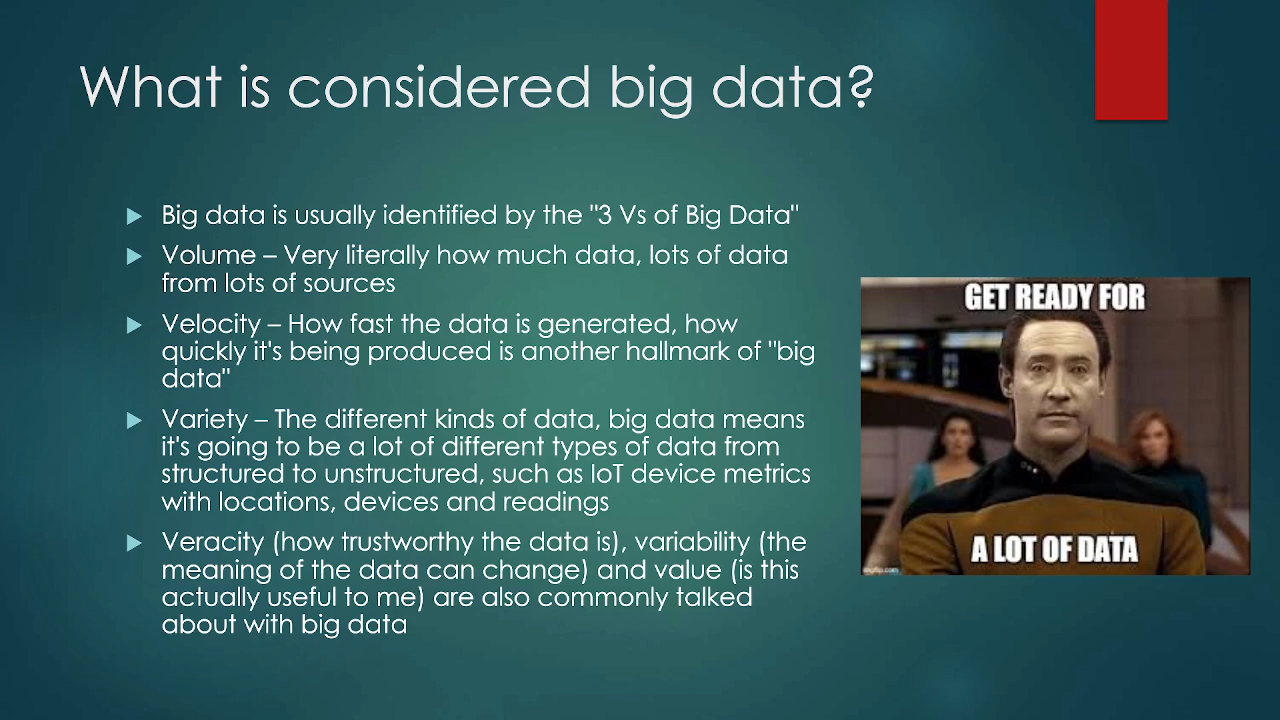 What is considered big data?
Big data is usually identified by the "3 Vs of Big Data"
Volume – Very literally how much data, lots of data
from lots of sources
Velocity – How fast the data is generated, how
quickly it's being produced is another hallmark of "big
data"
Variety – The different kinds of data, big data means
it's going to be a lot of different types of data from
structured to unstructured, such as IoT device metrics
with locations, devices and readings
Veracity (how trustworthy the data is), variability (the
meaning of the data can change) and value (is this
actually useful to me) are also commonly talked
about with big data
GET READY FOR
A LOT OF DATA
imgflip.com